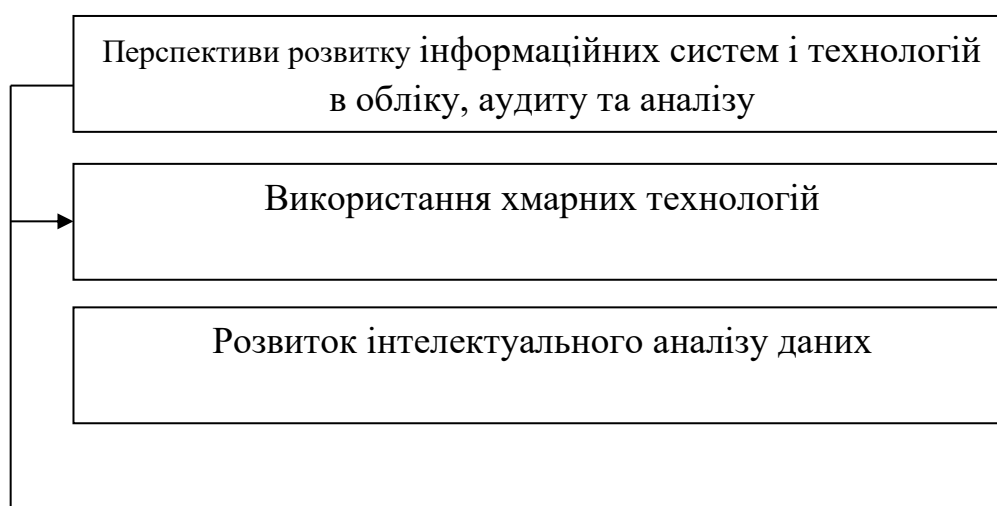 Перспективи розвитку інформаційних систем і технологій
в обліку, аудиту та аналізу
Використання хмарних технологій
Розвиток інтелектуального аналізу даних